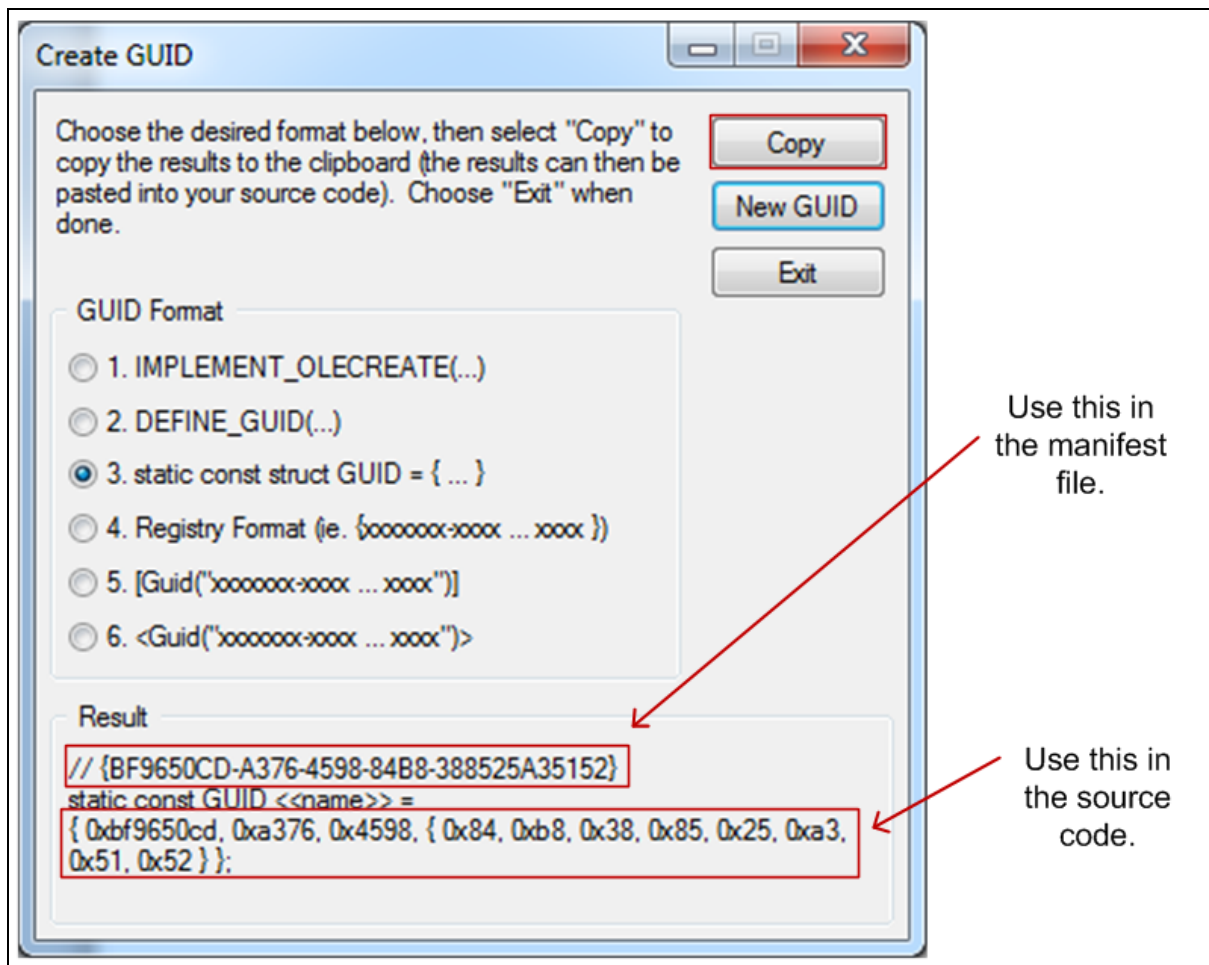 Create GUID
Choose the desired format below, then select "Copy" to
copy the results to the clipboard (the results can then be
pasted into your source code). Choose "Exit" when
done.
Copy
New GUID
Exit
GUID Format
1. IMPLEMENT_OLECREATE(...)
2. DEFINE_GUID(...)
3. static const struct GUID = { ... }
4. Registry Format (ie. {xxxxxxx-xxxx ... xxxx })
5. [Guid("xxxxxxx-xxxx ... xxxx")]
6. <Guid("xxxxxxx-xxxx ... xxxx")>
Use this in
the manifest
file.
Result
// {BF9650CD-A376-4598-84B8-388525A35152}
static const GUID <<name>> =
{ 0xbf9650cd, 0xa376, 0x4598, { 0x84, 0xb8, 0x38, 0x85, 0x25, 0xa3,
0x51, 0x52 } };
Use this in
the source
code.